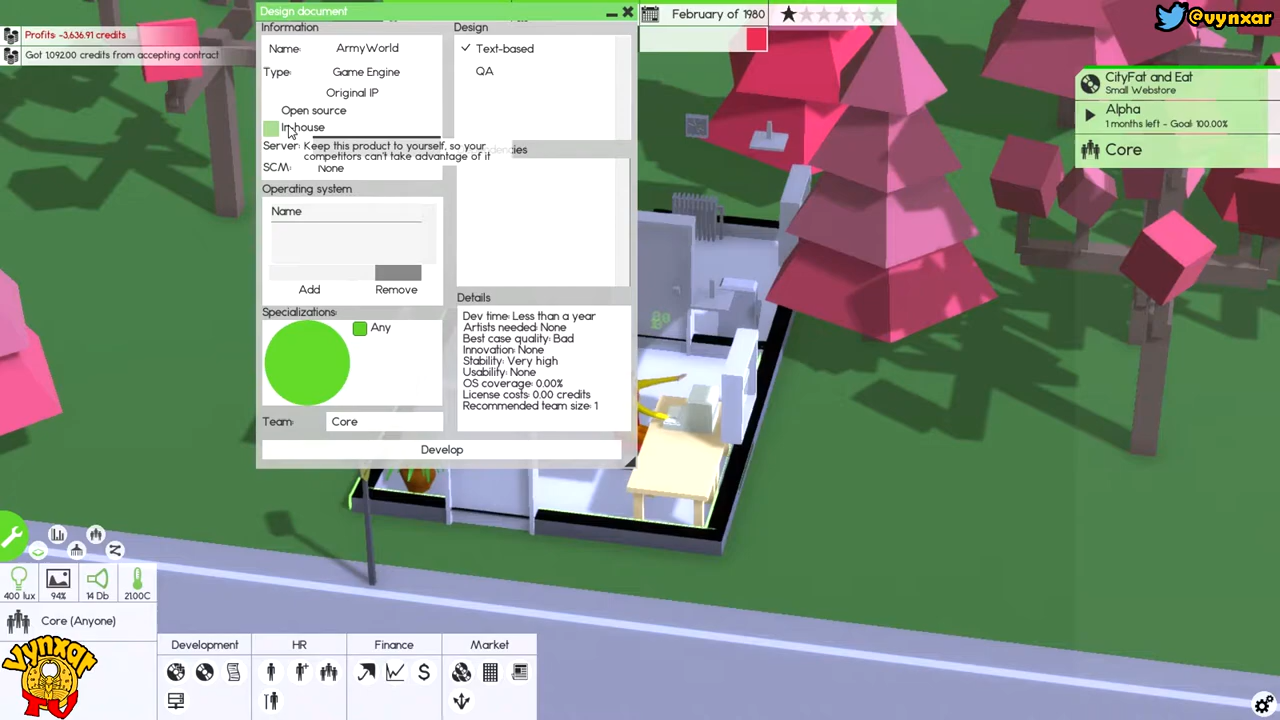 Design document
Information
Name: ArmyWorld
Type: Game Engine
Original IP
Open source
In house
Server:
Keep this product to yourself, so your
competitors can't take advantage of it
SCM: None
Operating system
Name
Add Remove
Specializations:
Any
Team: Core
Develop
Design
Text-based
QA
Details
Dev time: Less than a year
Artists needed: None
Best case quality: Bad
Innovation: None
Stability: Very high
Usability: None
OS coverage: 0.00%
License costs: 0.00 credits
Recommended team size: 1
Profits -3,636.91 credits
Got 1,092.00 credits from accepting contract
February of 1980
@vynxar
CityFat and Eat
Small Webstore
Alpha
1 months left - Goal: 100.00%
Core
400 lux 94% 14 Db 21.00C
Core (Anyone)
Vynxar
Development HR Finance Market